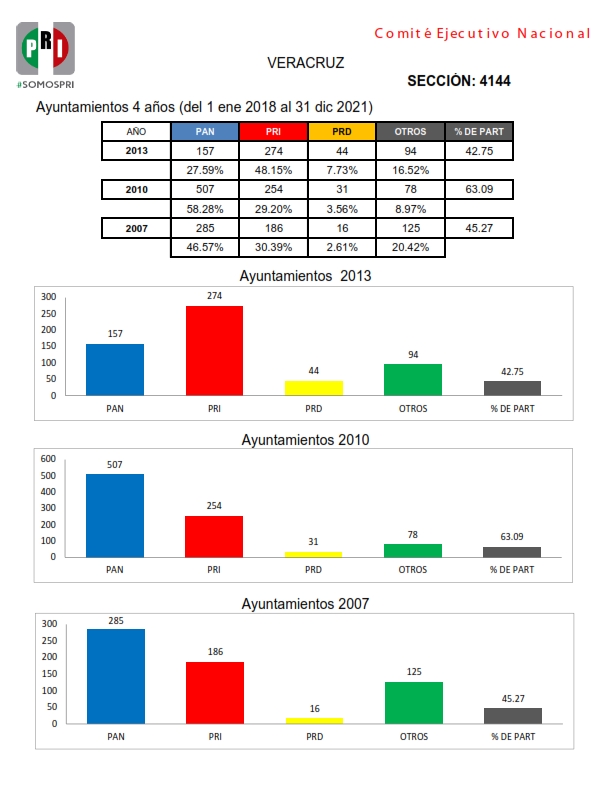 PRI
#SOMOSPRI
Comité Ejecutivo Nacional
VERACRUZ
SECCIÒN: 4144
Ayuntamientos 4 años (del 1 ene 2018 al 31 dic 2021)
AÑO PAN PRI PRD OTROS % DE PART
2013 157 274 44 94 42.75
27.59% 48.15% 7.73% 16.52%
2010 507 254 31 78 63.09
58.28% 29.20% 3.56% 8.97%
2007 285 186 16 125 45.27
46.57% 30.39% 2.61% 20.42%
Ayuntamientos 2013
300
250
200
150
100
50
0
157
274
44
94
42.75
PAN PRI PRD OTROS % DE PART
Ayuntamientos 2010
600
500
400
300
200
100
0
507
254
31
78
63.09
PAN PRI PRD OTROS % DE PART
Ayuntamientos 2007
300
250
200
150
100
50
0
285
186
16
125
45.27
PAN PRI PRD OTROS % DE PART